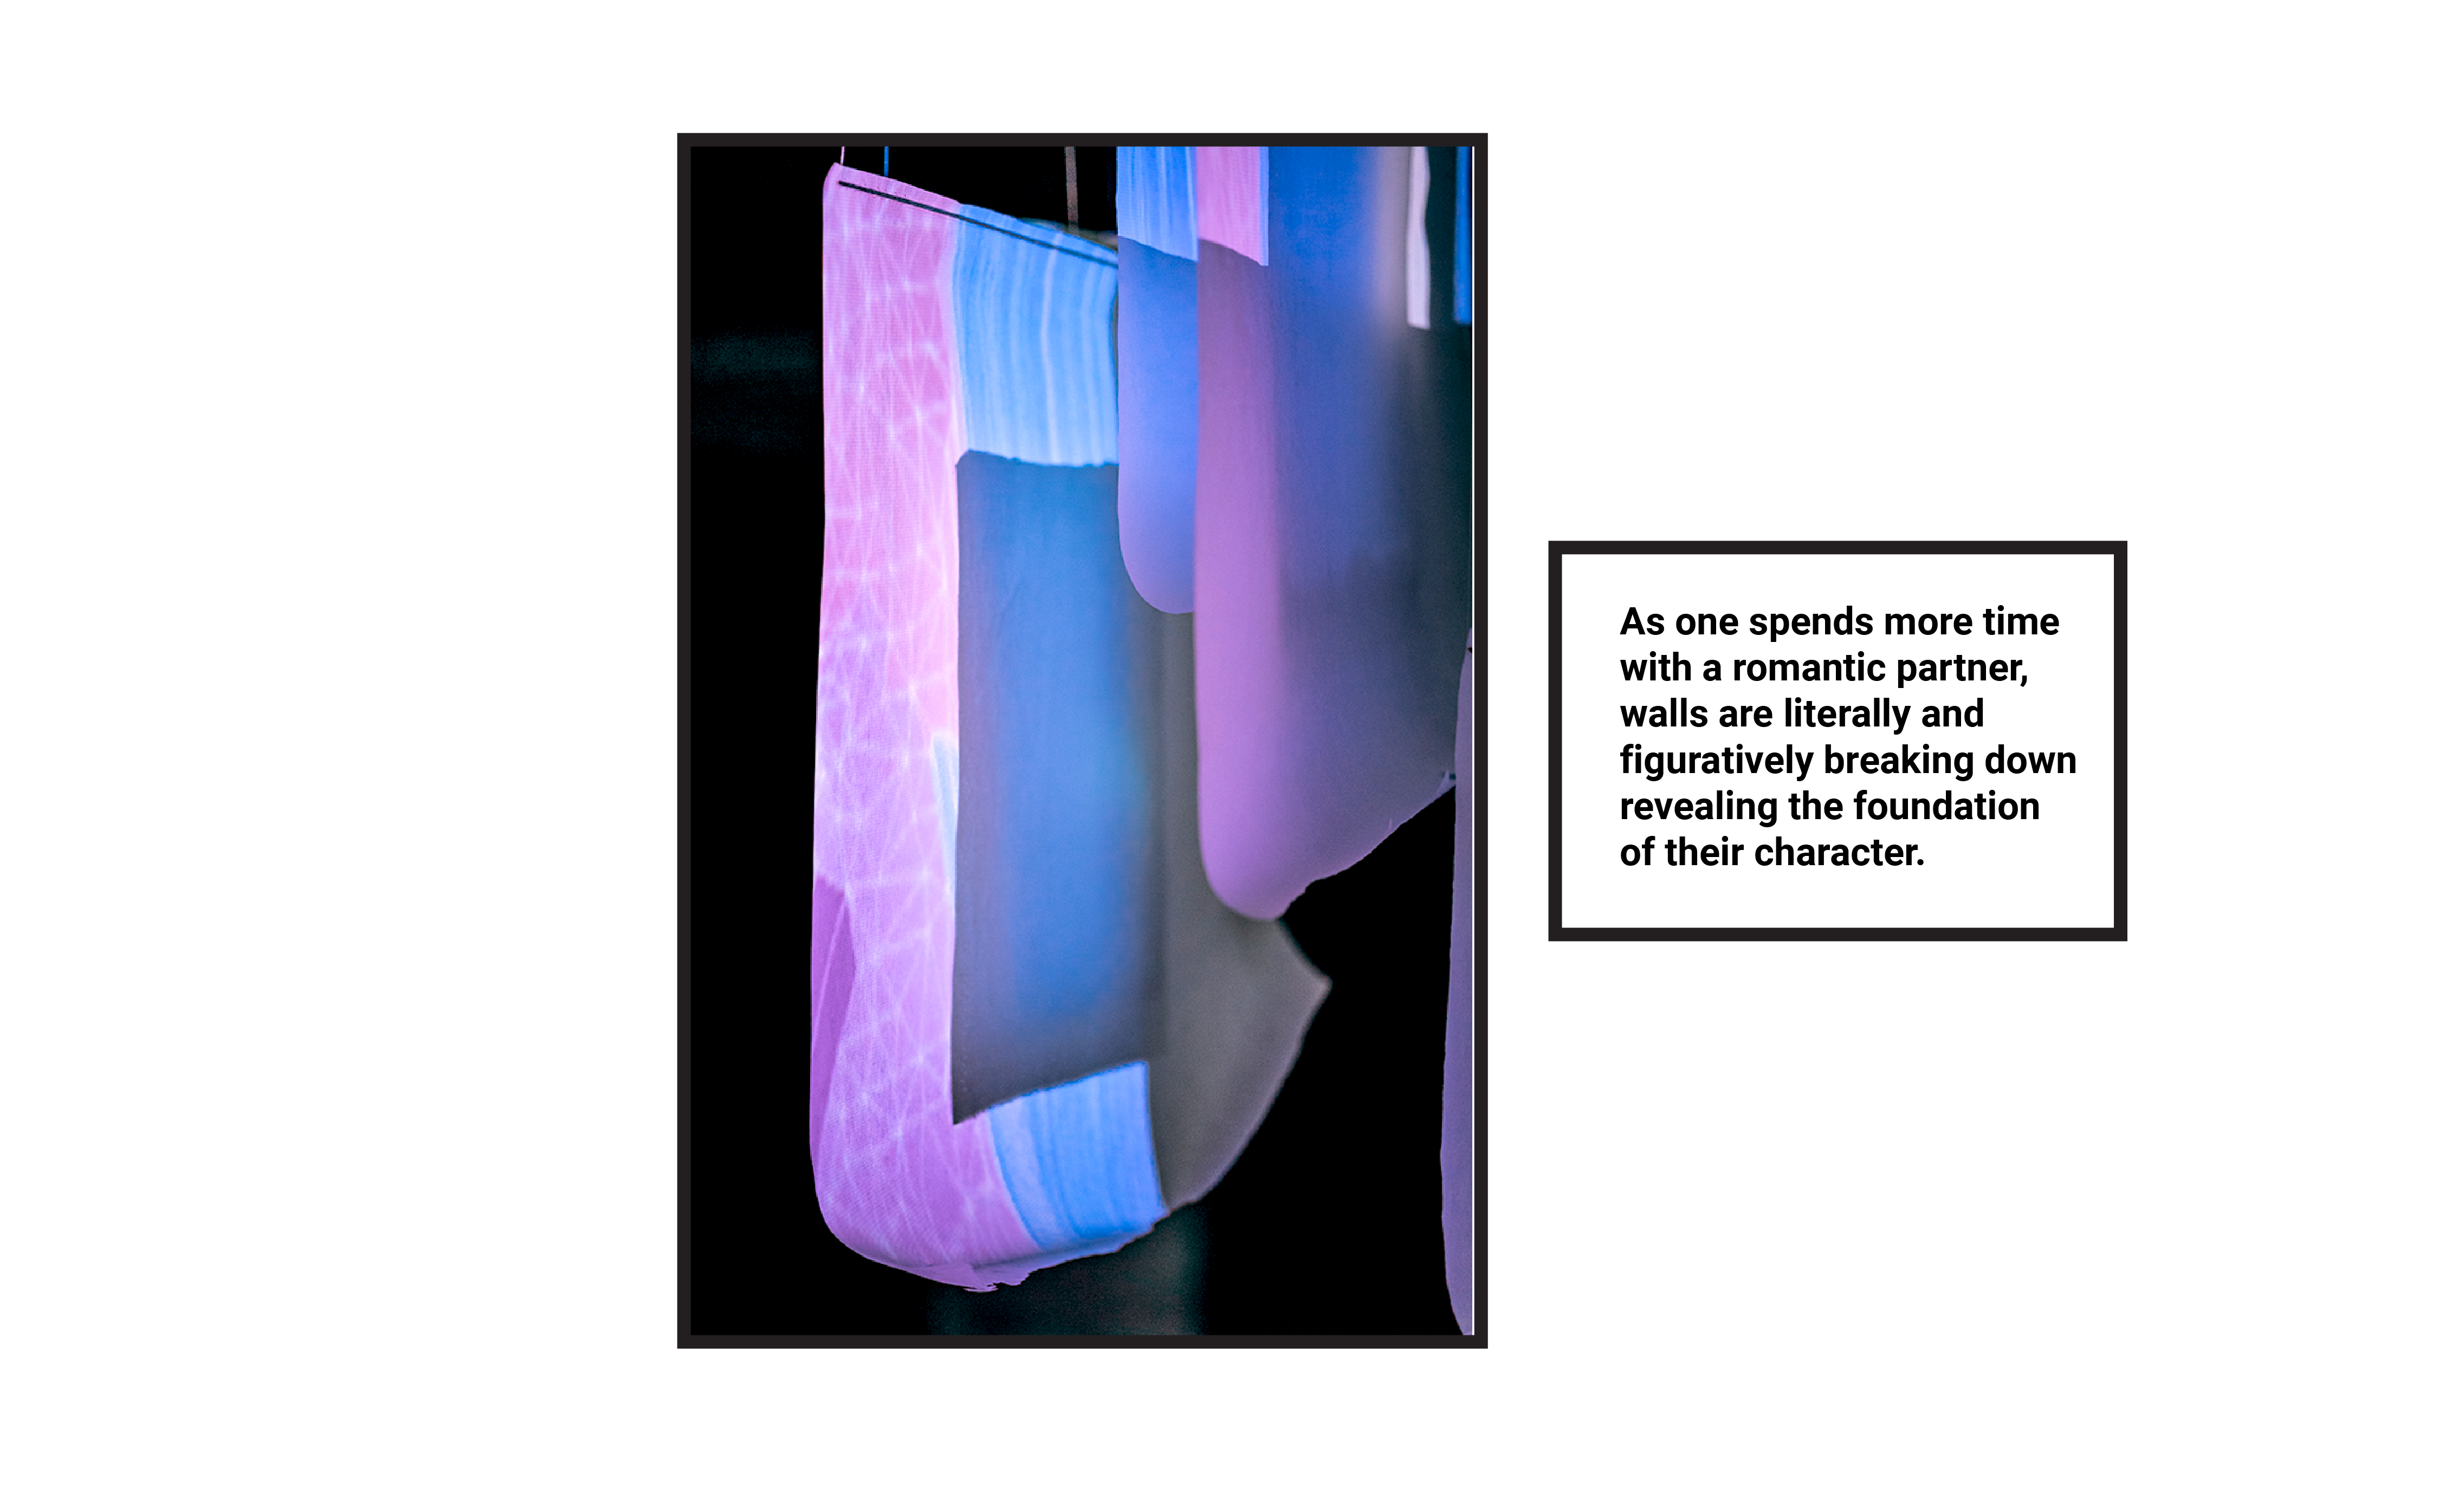 As one spends more time
with a romantic partner,
walls are literally and
figuratively breaking down
revealing the foundation
of their character.